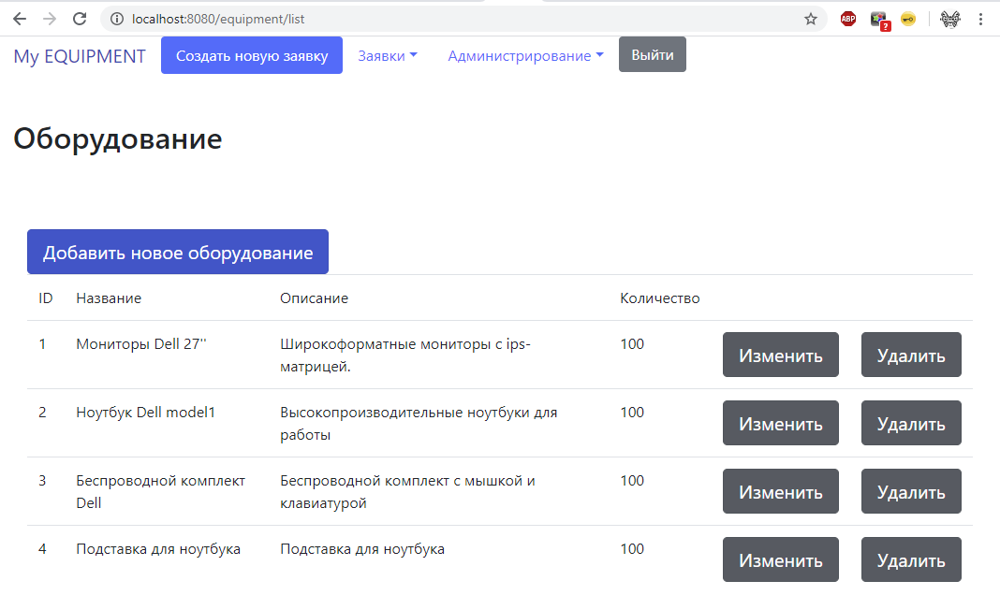 localhost:8080/equipment/list
ABP
?
My EQUIPMENT Создать новую заявку Заявки Администрирование Выйти
Оборудование
Добавить новое оборудование
ID Название Описание Количество
1 Мониторы Dell 27'' Широкоформатные мониторы с ips- 100 Изменить Удалить
матрицей.
2 Ноутбук Dell model1 Высокопроизводительные ноутбуки для 100 Изменить Удалить
работы
3 Беспроводной комплект Беспроводной комплект с мышкой и 100 Изменить Удалить
Dell клавиатурой
4 Подставка для ноутбука Подставка для ноутбука 100 Изменить Удалить